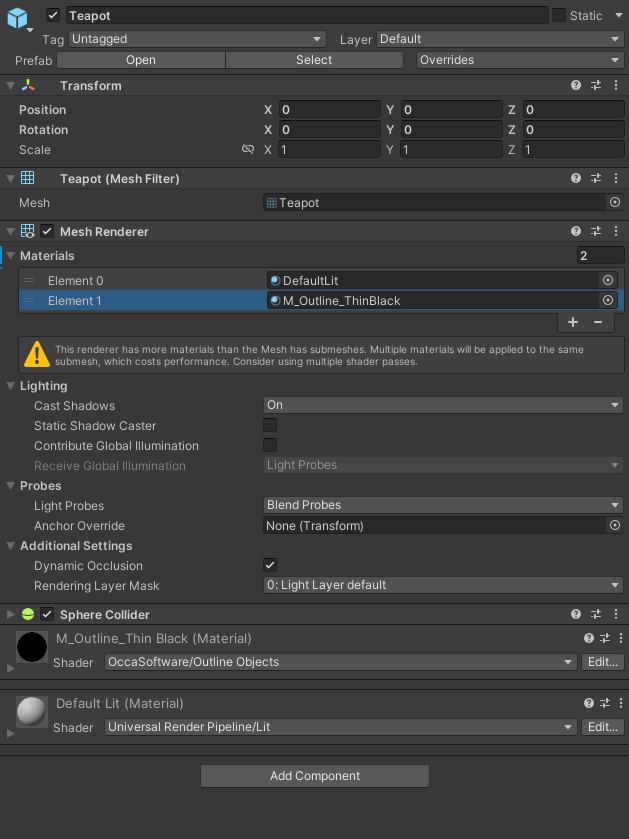 Teapot Static
Tag Untagged Layer Default
Prefab Open Select Overrides
Transform
Position X 0 Y 0 Z 0
Rotation X 0 Y 0 Z 0
Scale X 1 Y 1 Z 1
Teapot (Mesh Filter)
Mesh Teapot
Mesh Renderer
Materials 2
Element 0 DefaultLit
Element 1 M_Outline_ThinBlack
+ −
This renderer has more materials than the Mesh has submeshes. Multiple materials will be applied to the same
submesh, which costs performance. Consider using multiple shader passes.
Lighting
Cast Shadows On
Static Shadow Caster
Contribute Global Illumination
Receive Global Illumination Light Probes
Probes
Light Probes Blend Probes
Anchor Override None (Transform)
Additional Settings
Dynamic Occlusion
Rendering Layer Mask 0: Light Layer default
Sphere Collider
M_Outline_Thin Black (Material)
Shader OccaSoftware/Outline Objects Edit...
Default Lit (Material)
Shader Universal Render Pipeline/Lit Edit...
Add Component